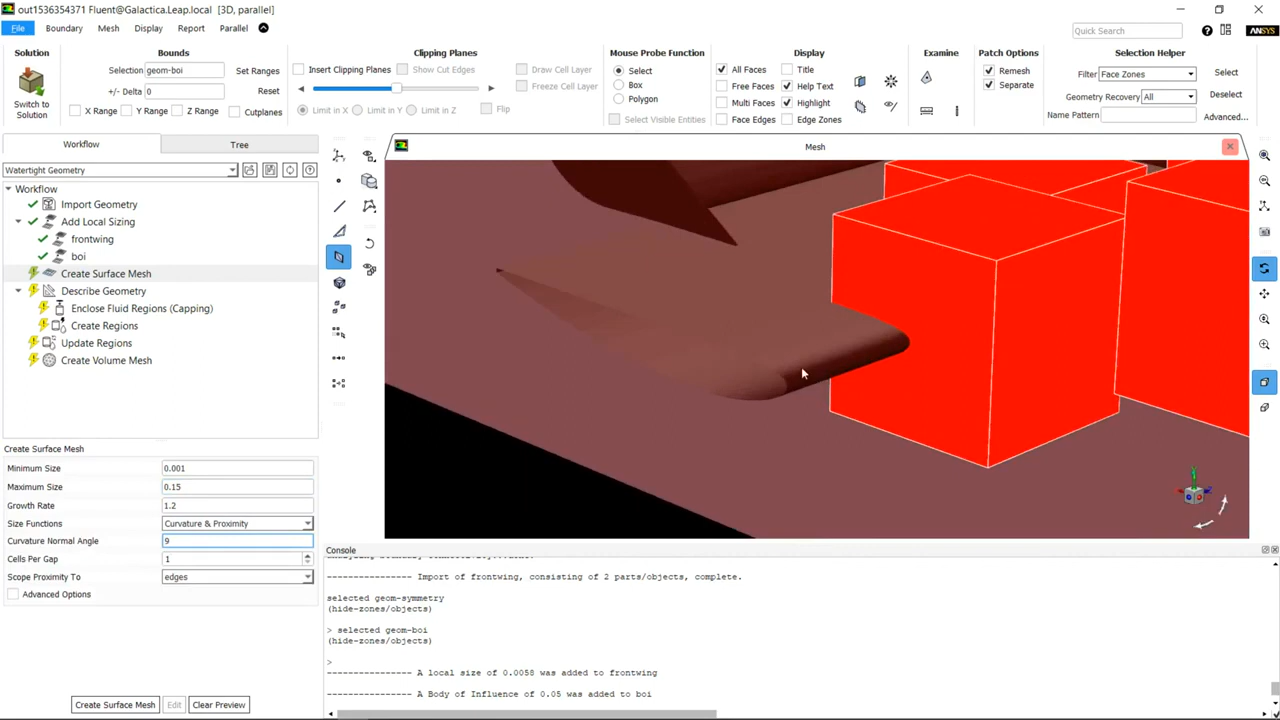 out1536354371 Fluent@Galactica.Leap.local [3D, parallel]
File Boundary Mesh Display Report Parallel
Quick Search
ANSYS
Solution
Switch to
Solution
Bounds
Selection geom-boi Set Ranges
+/- Delta 0 Reset
X Range Y Range Z Range Cutplanes
Clipping Planes
Insert Clipping Planes Show Cut Edges Draw Cell Layer
Freeze Cell Layer
Limit in X Limit in Y Limit in Z Flip
Mouse Probe Function
Select
Box
Polygon
Select Visible Entities
Display
All Faces Title
Free Faces Help Text
Multi Faces Highlight
Face Edges Edge Zones
Examine
Patch Options
Remesh
Separate
Selection Helper
Filter Face Zones Select
Geometry Recovery All Deselect
Name Pattern Advanced...
Workflow Tree
Watertight Geometry
Workflow
Import Geometry
Add Local Sizing
frontwing
boi
Create Surface Mesh
Describe Geometry
Enclose Fluid Regions (Capping)
Create Regions
Update Regions
Create Volume Mesh
Create Surface Mesh
Minimum Size 0.001
Maximum Size 0.15
Growth Rate 1.2
Size Functions Curvature & Proximity
Curvature Normal Angle 9
Cells Per Gap 1
Scope Proximity To edges
Advanced Options
Create Surface Mesh Edit Clear Preview
Mesh
Console
---------------- Import of frontwing, consisting of 2 parts/objects, complete.
selected geom-symmetry
(hide-zones/objects)
> selected geom-boi
(hide-zones/objects)
>
---------------- A local size of 0.0058 was added to frontwing
---------------- A Body of Influence of 0.05 was added to boi